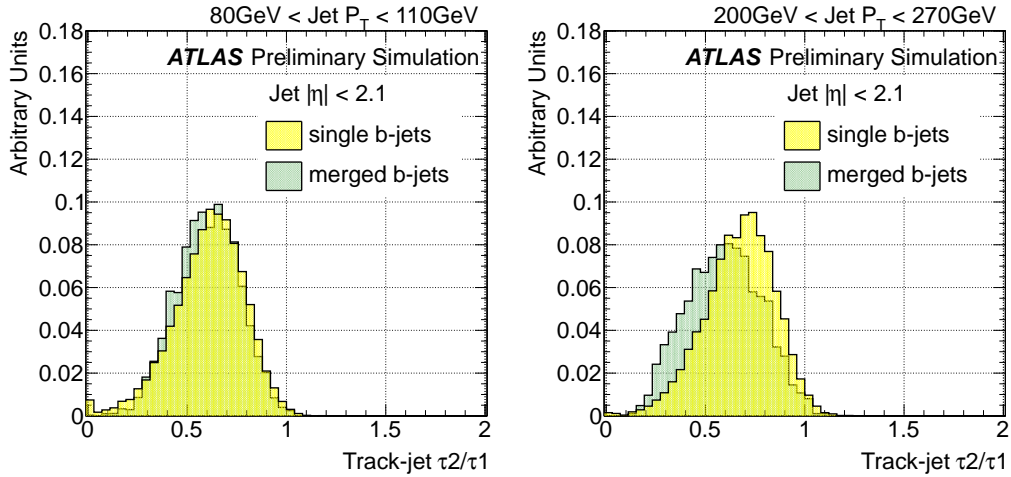 80GeV < Jet P_T < 110GeV
Arbitrary Units
0.18
0.16
0.14
0.12
0.1
0.08
0.06
0.04
0.02
0
ATLAS Preliminary Simulation
Jet |η| < 2.1
single b-jets
merged b-jets
0 0.5 1 1.5 2
Track-jet τ2/τ1
200GeV < Jet P_T < 270GeV
Arbitrary Units
0.18
0.16
0.14
0.12
0.1
0.08
0.06
0.04
0.02
0
ATLAS Preliminary Simulation
Jet |η| < 2.1
single b-jets
merged b-jets
0 0.5 1 1.5 2
Track-jet τ2/τ1